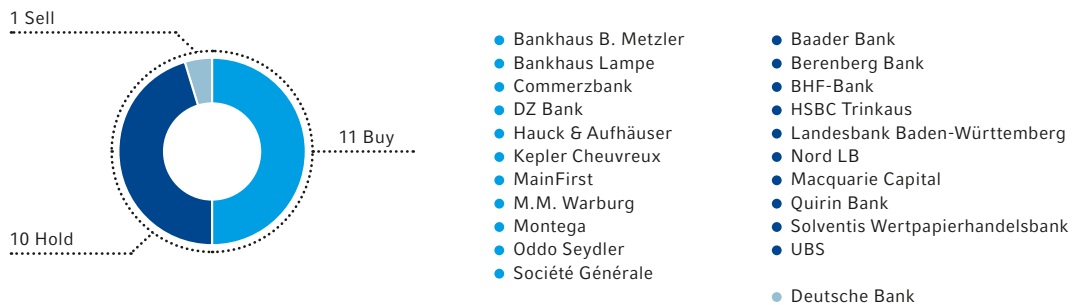 1 Sell
11 Buy
10 Hold
Bankhaus B. Metzler
Bankhaus Lampe
Commerzbank
DZ Bank
Hauck & Aufhäuser
Kepler Cheuvreux
MainFirst
M.M. Warburg
Montega
Oddo Seydler
Société Générale
Baader Bank
Berenberg Bank
BHF-Bank
HSBC Trinkaus
Landesbank Baden-Württemberg
Nord LB
Macquarie Capital
Quirin Bank
Solventis Wertpapierhandelsbank
UBS
Deutsche Bank